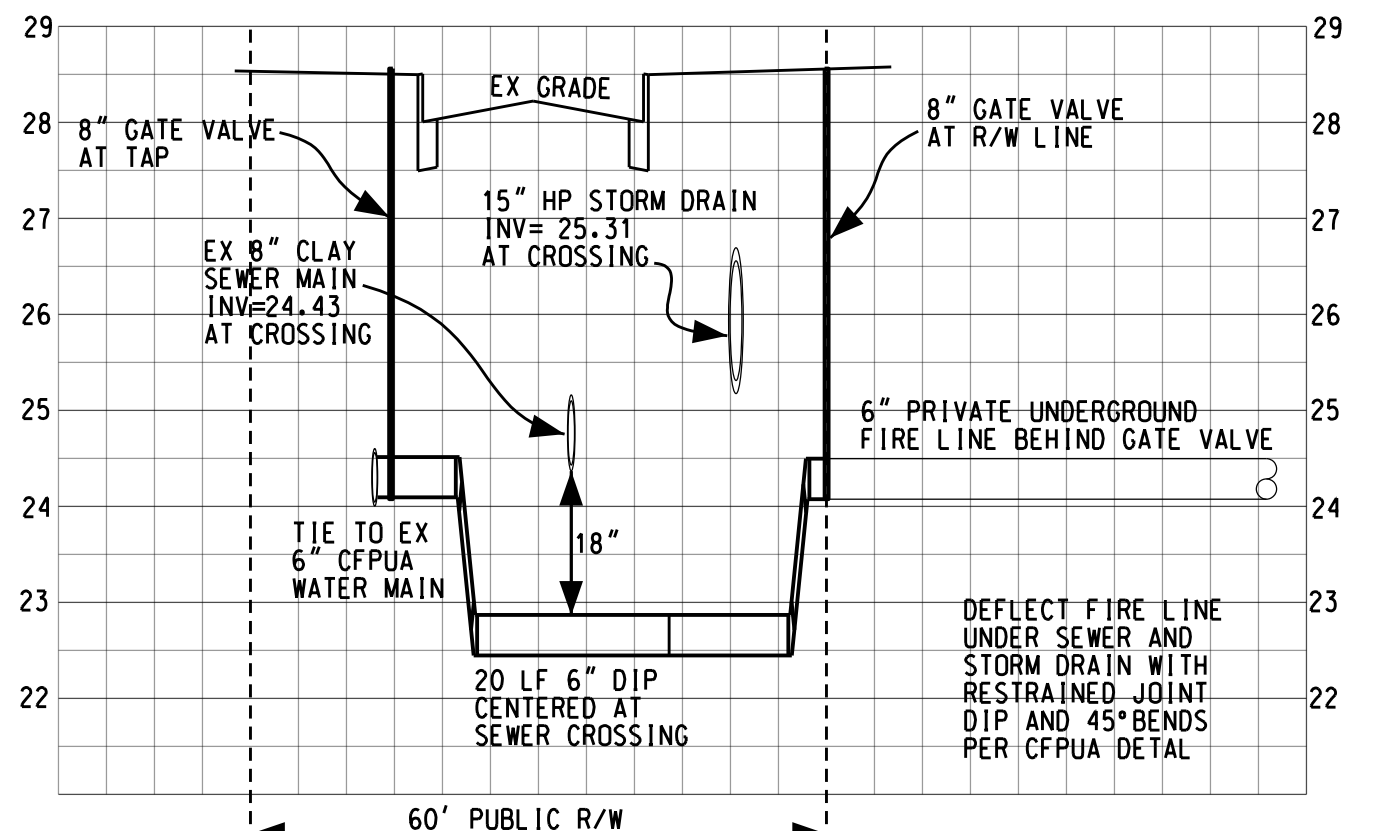 29
28
27
26
25
24
23
22
29
28
27
26
25
24
23
22
EX GRADE
8" GATE VALVE
AT TAP
8" GATE VALVE
AT R/W LINE
15" HP STORM DRAIN
INV= 25.31
AT CROSSING
EX 8" CLAY
SEWER MAIN
INV=24.43
AT CROSSING
6" PRIVATE UNDERGROUND
FIRE LINE BEHIND GATE VALVE
TIE TO EX
6" CFPUA
WATER MAIN
18"
20 LF 6" DIP
CENTERED AT
SEWER CROSSING
DEFLECT FIRE LINE
UNDER SEWER AND
STORM DRAIN WITH
RESTRAINED JOINT
DIP AND 45° BENDS
PER CFPUA DETAL
60' PUBLIC R/W